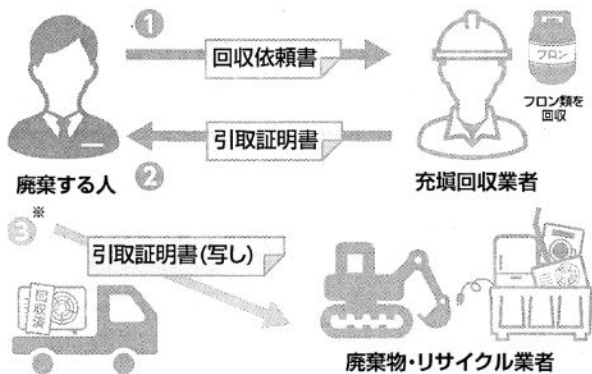 ①
回収依頼書
フロン
フロン類を
回収
引取証明書
②
廃棄する人
充塡回収業者
③※
引取証明書(写し)
回収済
廃棄物・リサイクル業者